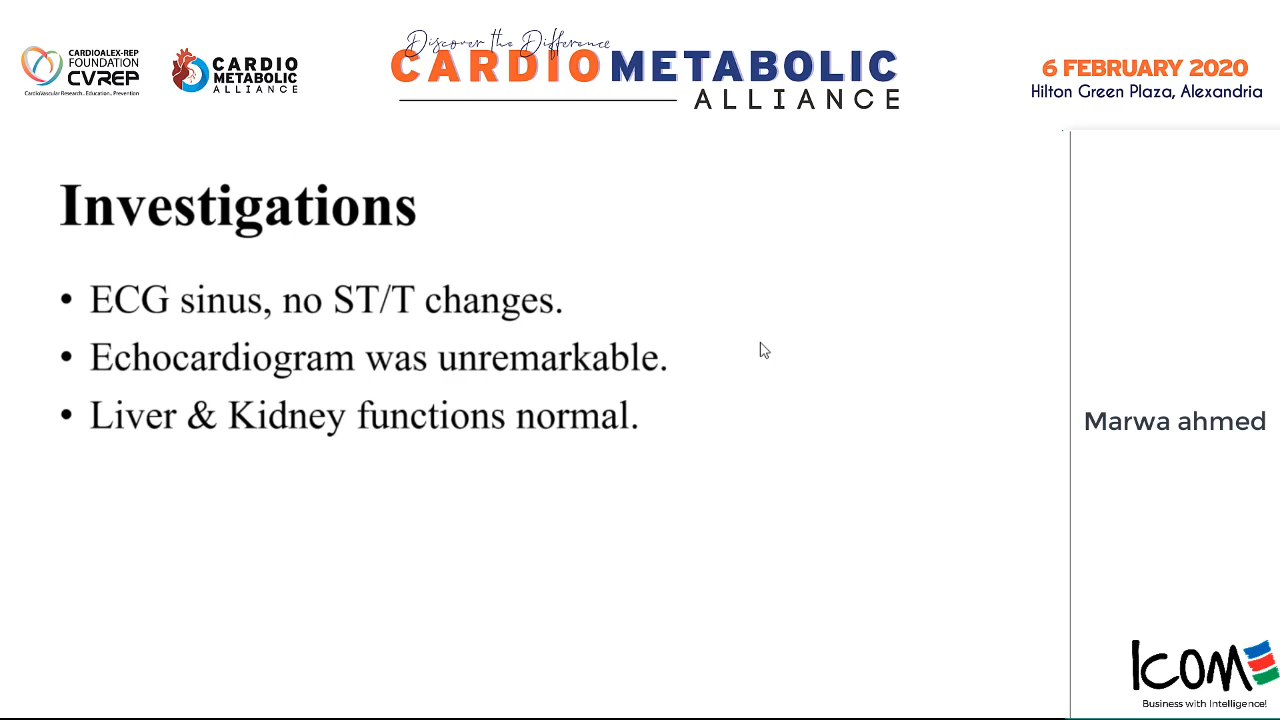 CARDIOALEX-REP
FOUNDATION
CVREP
CardioVascular Research.. Education.. Prevention
CARDIO
METABOLIC
ALLIANCE
Discover the Difference
CARDIOMETABOLIC
ALLIANCE
6 FEBRUARY 2020
Hilton Green Plaza, Alexandria
Investigations
• ECG sinus, no ST/T changes.
• Echocardiogram was unremarkable.
• Liver & Kidney functions normal.
Marwa ahmed
ICOME
Business with Intelligence!